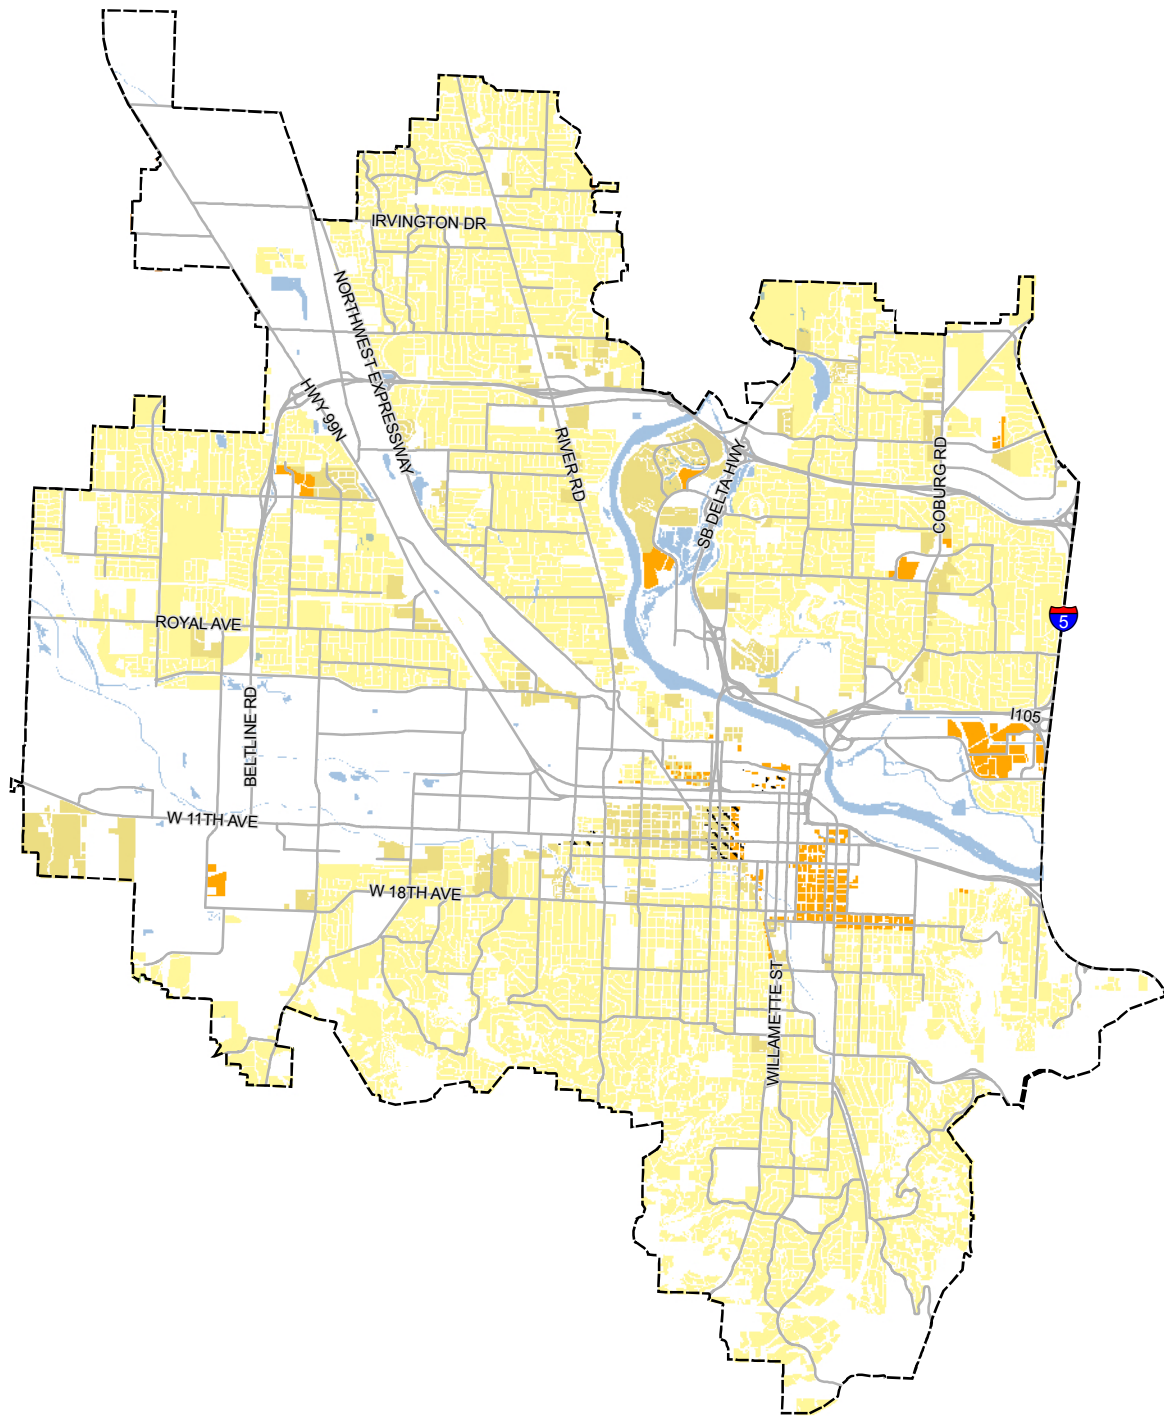 IRVINGTON DR
NORTHWEST EXPRESSWAY
HWY 99N
RIVER RD
SB DELTA HWY
COBURG RD
ROYAL AVE
5
BELTLINE RD
I105
W 11TH AVE
W 18TH AVE
WILLAMETTE ST